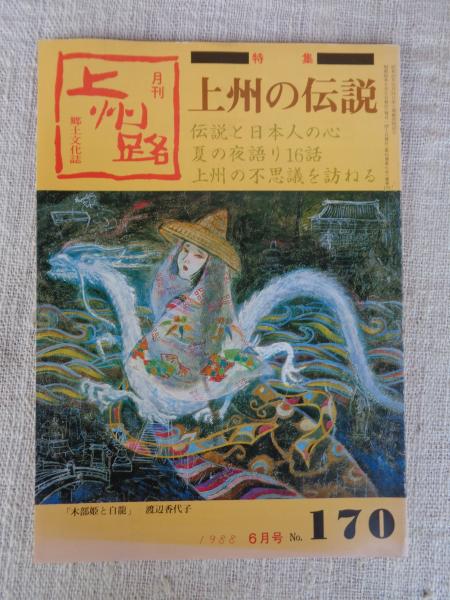 特集
月刊
上州路
郷土文化誌
上州の伝説
伝説と日本人の心
夏の夜語り16話
上州の不思議を訪ねる
「木部姫と白龍」 渡辺香代子
1988 6月号 No. 170